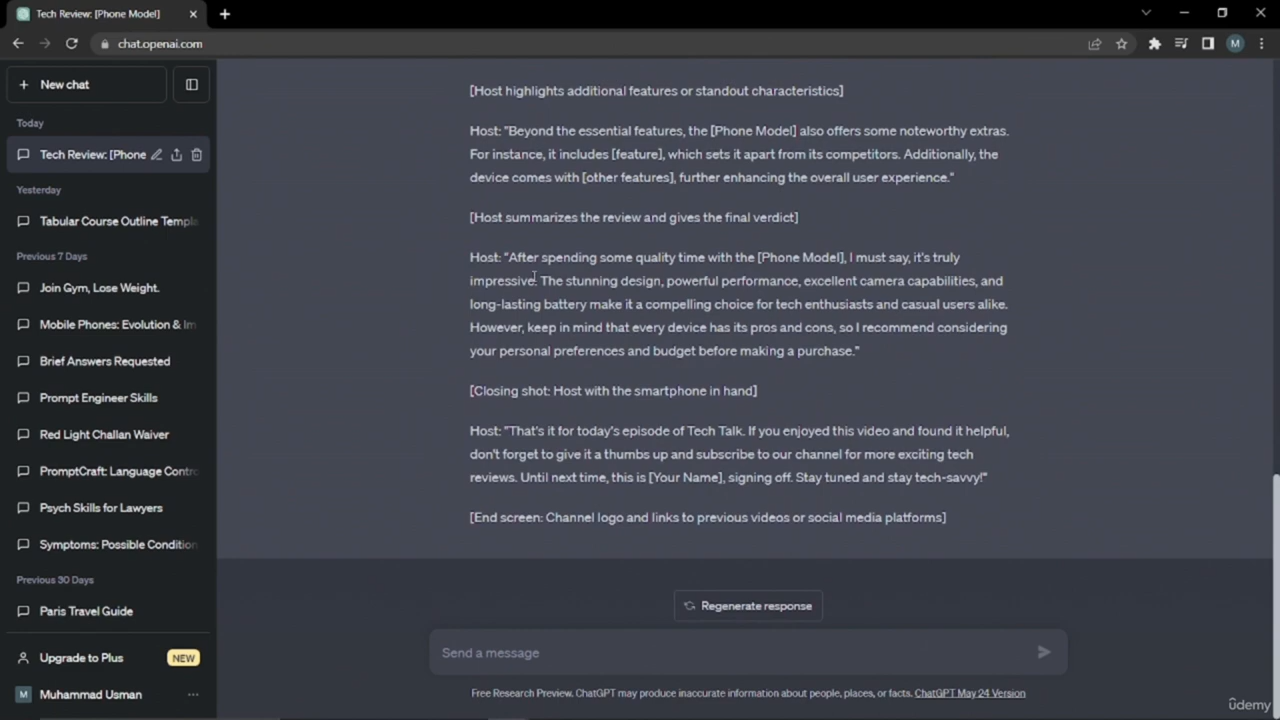 Tech Review: [Phone Model]
chat.openai.com
M
New chat
Today
Tech Review: [Phone
Yesterday
Tabular Course Outline Templa
Previous 7 Days
Join Gym, Lose Weight.
Mobile Phones: Evolution & Im
Brief Answers Requested
Prompt Engineer Skills
Red Light Challan Waiver
PromptCraft: Language Contro
Psych Skills for Lawyers
Symptoms: Possible Condition
Previous 30 Days
Paris Travel Guide
Upgrade to Plus NEW
M Muhammad Usman
[Host highlights additional features or standout characteristics]
Host: "Beyond the essential features, the [Phone Model] also offers some noteworthy extras.
For instance, it includes [feature], which sets it apart from its competitors. Additionally, the
device comes with [other features], further enhancing the overall user experience."
[Host summarizes the review and gives the final verdict]
Host: "After spending some quality time with the [Phone Model], I must say, it's truly
impressive. The stunning design, powerful performance, excellent camera capabilities, and
long-lasting battery make it a compelling choice for tech enthusiasts and casual users alike.
However, keep in mind that every device has its pros and cons, so I recommend considering
your personal preferences and budget before making a purchase."
[Closing shot: Host with the smartphone in hand]
Host: "That's it for today's episode of Tech Talk. If you enjoyed this video and found it helpful,
don't forget to give it a thumbs up and subscribe to our channel for more exciting tech
reviews. Until next time, this is [Your Name], signing off. Stay tuned and stay tech-savvy!"
[End screen: Channel logo and links to previous videos or social media platforms]
Regenerate response
Send a message
Free Research Preview. ChatGPT may produce inaccurate information about people, places, or facts. ChatGPT May 24 Version
ûdemy